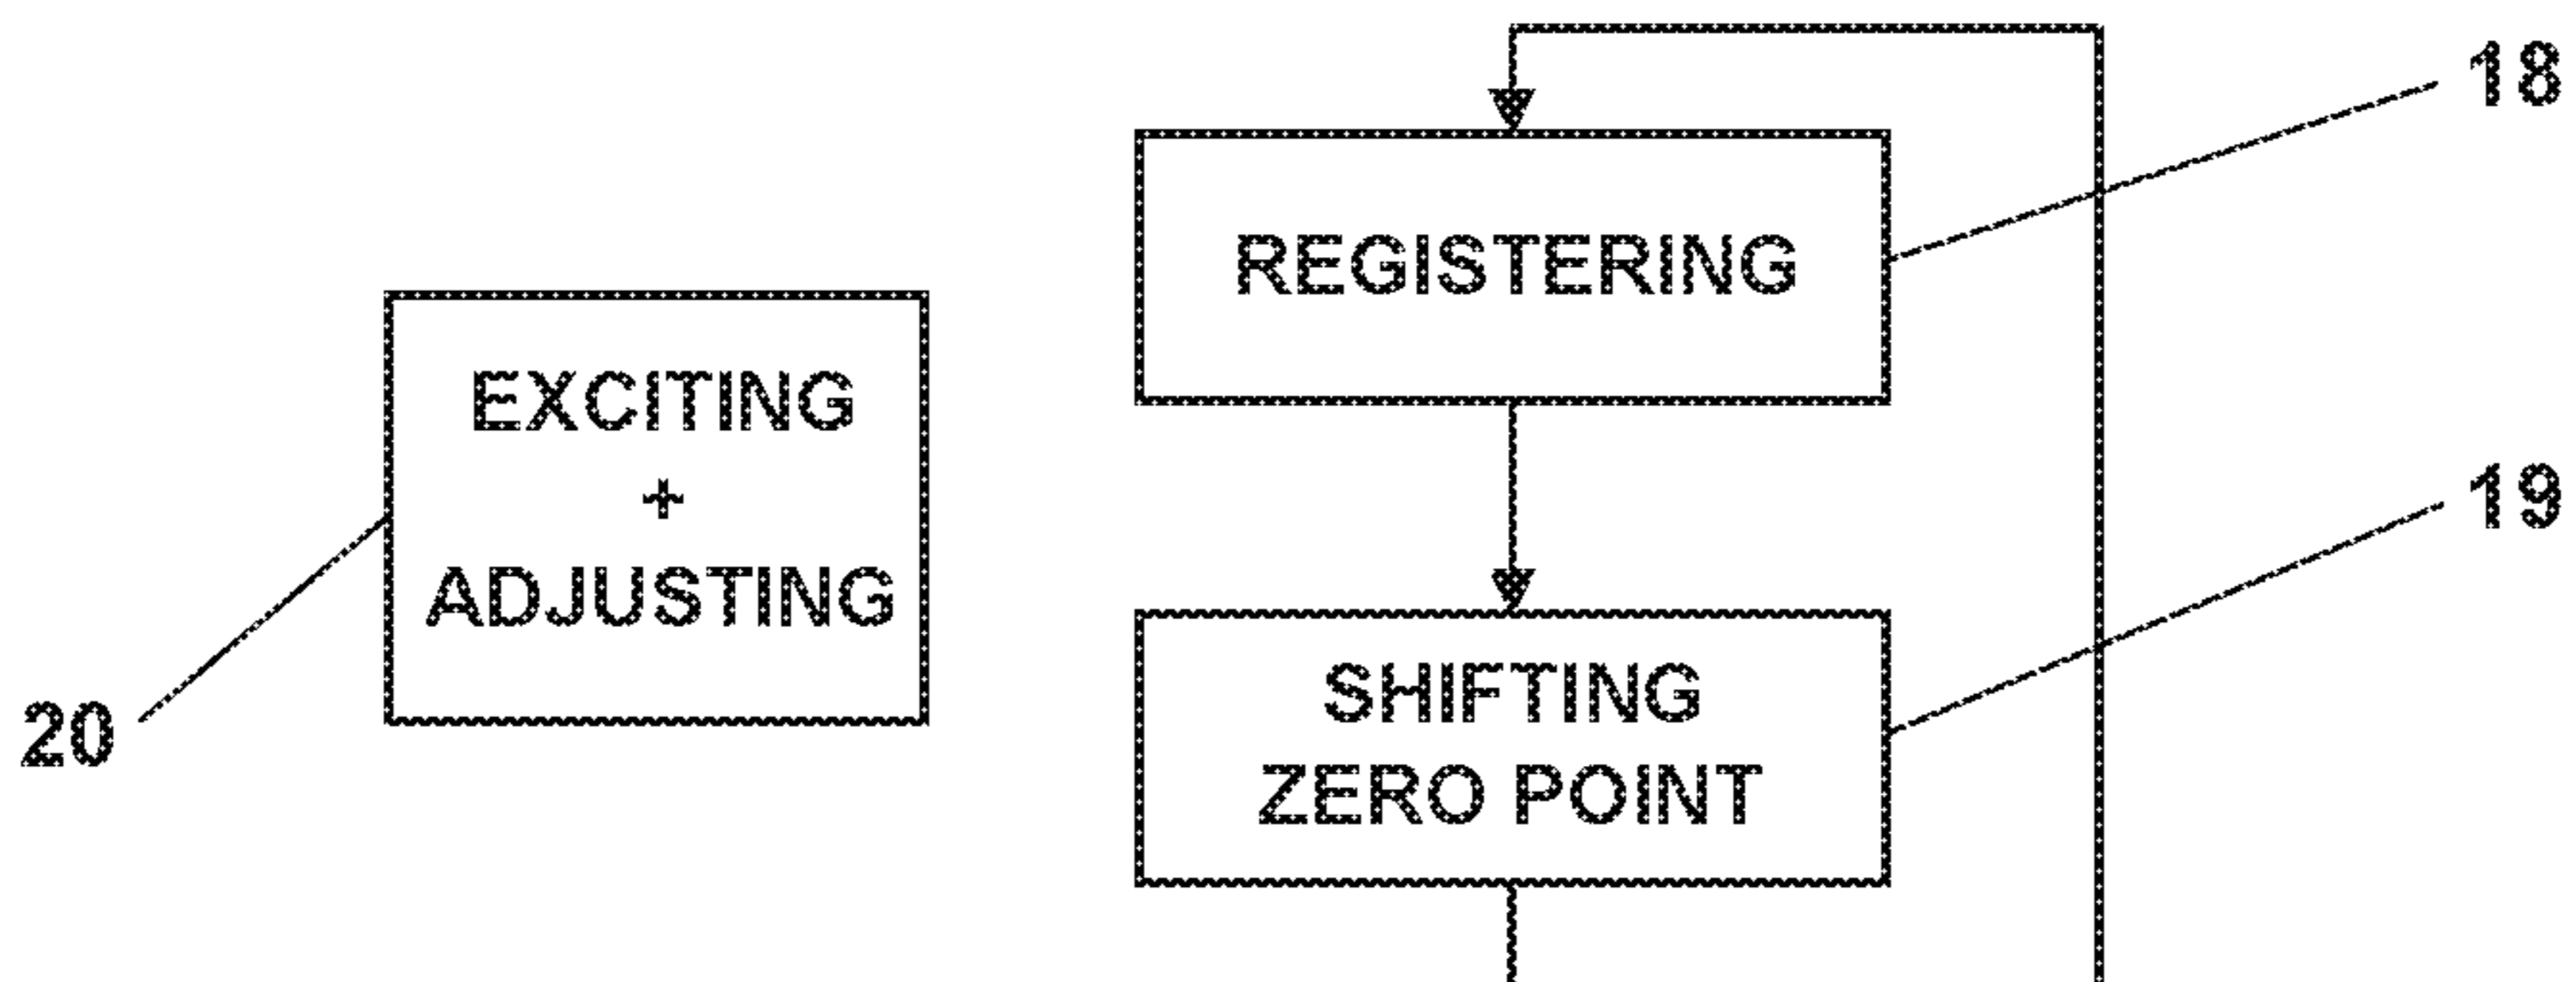 18
REGISTERING
EXCITING
+
ADJUSTING
19
SHIFTING
ZERO POINT
20